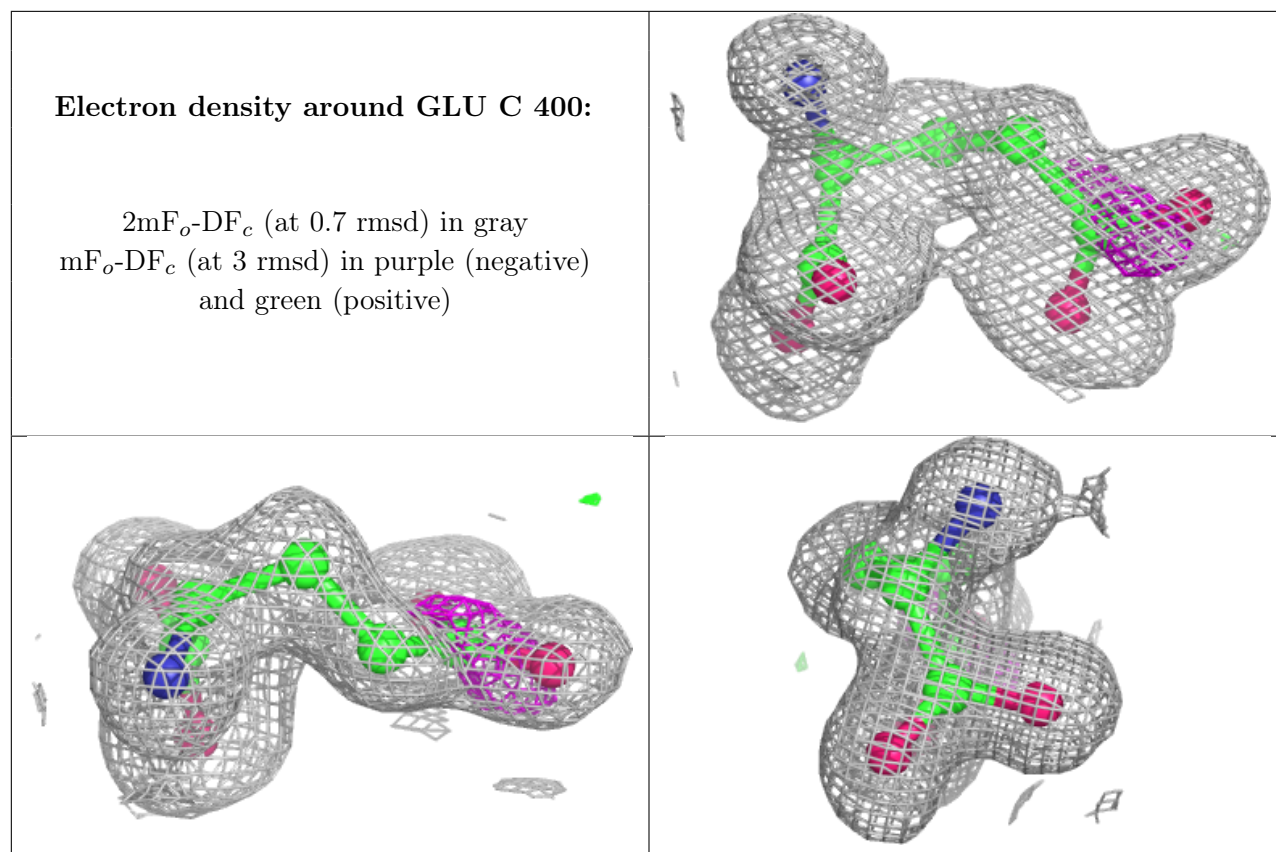 Electron density around GLU C 400:
2mFo-DFc (at 0.7 rmsd) in gray
mFo-DFc (at 3 rmsd) in purple (negative)
and green (positive)